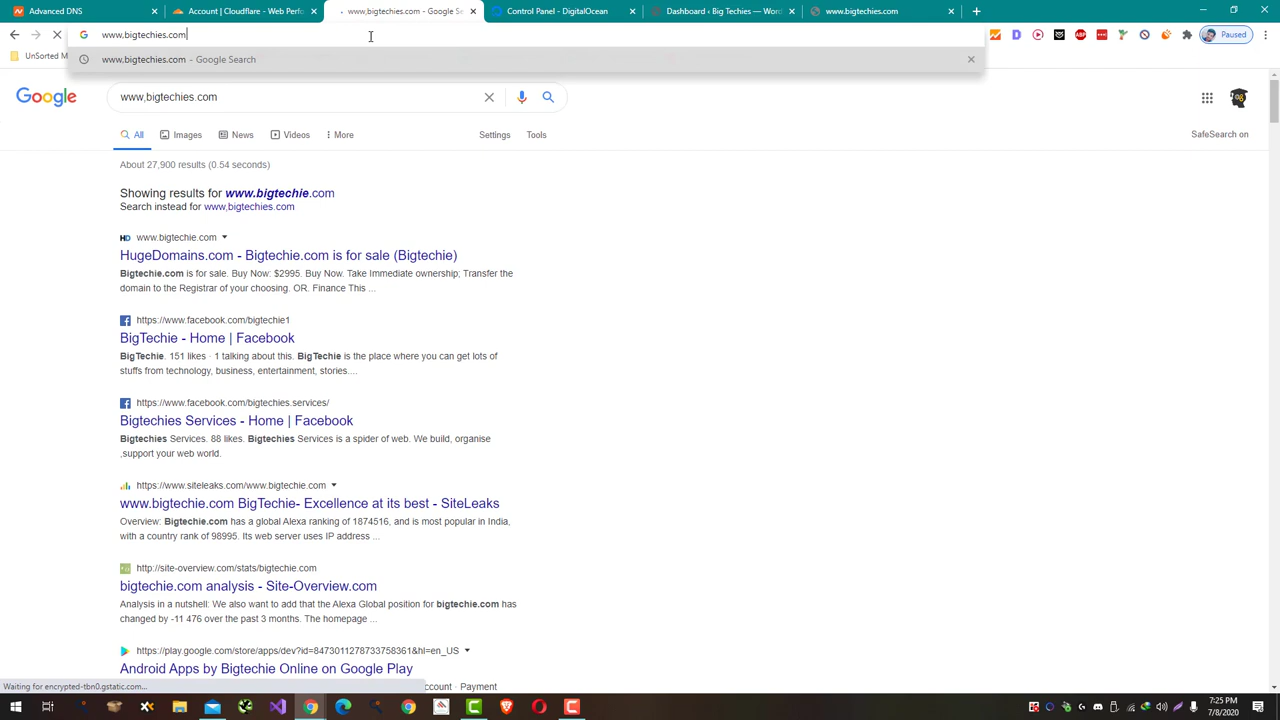 Advanced DNS
Account | Cloudflare - Web Perfo
www,bigtechies.com - Google Se
Control Panel - DigitalOcean
Dashboard ‹ Big Techies — Word
www.bigtechies.com
www.bigtechies.com
Paused
UnSorted M
www.bigtechies.com - Google Search
Google
www,bigtechies.com
All
Images
News
Videos
More
Settings
Tools
SafeSearch on
About 27,900 results (0.54 seconds)
Showing results for www.bigtechie.com
Search instead for www,bigtechies.com
www.bigtechie.com
HugeDomains.com - Bigtechie.com is for sale (Bigtechie)
Bigtechie.com is for sale. Buy Now: $2995. Buy Now. Take Immediate ownership; Transfer the
domain to the Registrar of your choosing. OR. Finance This ...
https://www.facebook.com/bigtechie1
BigTechie - Home | Facebook
BigTechie. 151 likes · 1 talking about this. BigTechie is the place where you can get lots of
stuffs from technology, business, entertainment, stories....
https://www.facebook.com/bigtechies.services/
Bigtechies Services - Home | Facebook
Bigtechies Services. 88 likes. Bigtechies Services is a spider of web. We build, organise
,support your web world.
https://www.siteleaks.com/www.bigtechie.com
www.bigtechie.com BigTechie- Excellence at its best - SiteLeaks
Overview: Bigtechie.com has a global Alexa ranking of 1874516, and is most popular in India,
with a country rank of 98995. Its web server uses IP address ...
http://site-overview.com/stats/bigtechie.com
bigtechie.com analysis - Site-Overview.com
Analysis in a nutshell: We also want to add that the Alexa Global position for bigtechie.com has
changed by -11 476 over the past 3 months. The homepage ...
https://play.google.com/store/apps/dev?id=8473011278733758361&hl=en_US
Android Apps by Bigtechie Online on Google Play
ccount · Payment
Waiting for encrypted-tbn0.gstatic.com...
7:25 PM
7/8/2020